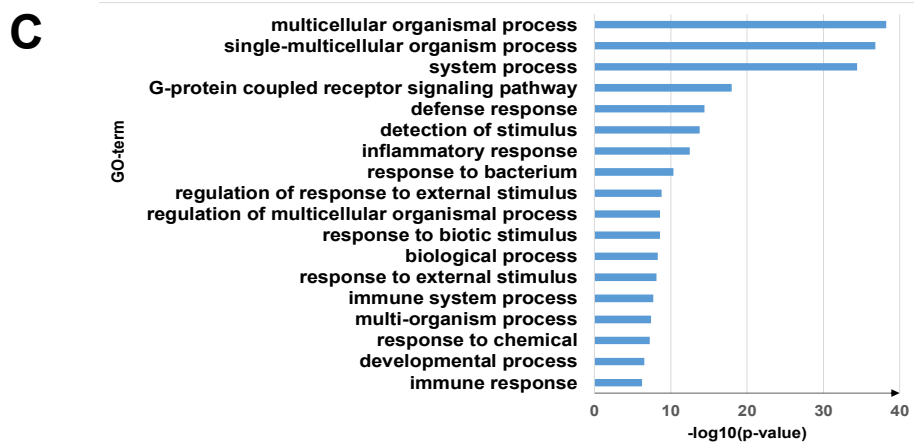 C
multicellular organismal process
single-multicellular organism process
system process
G-protein coupled receptor signaling pathway
defense response
detection of stimulus
inflammatory response
response to bacterium
regulation of response to external stimulus
regulation of multicellular organismal process
response to biotic stimulus
biological process
response to external stimulus
immune system process
multi-organism process
response to chemical
developmental process
immune response
GO-term
0 10 20 30 40
-log10(p-value)